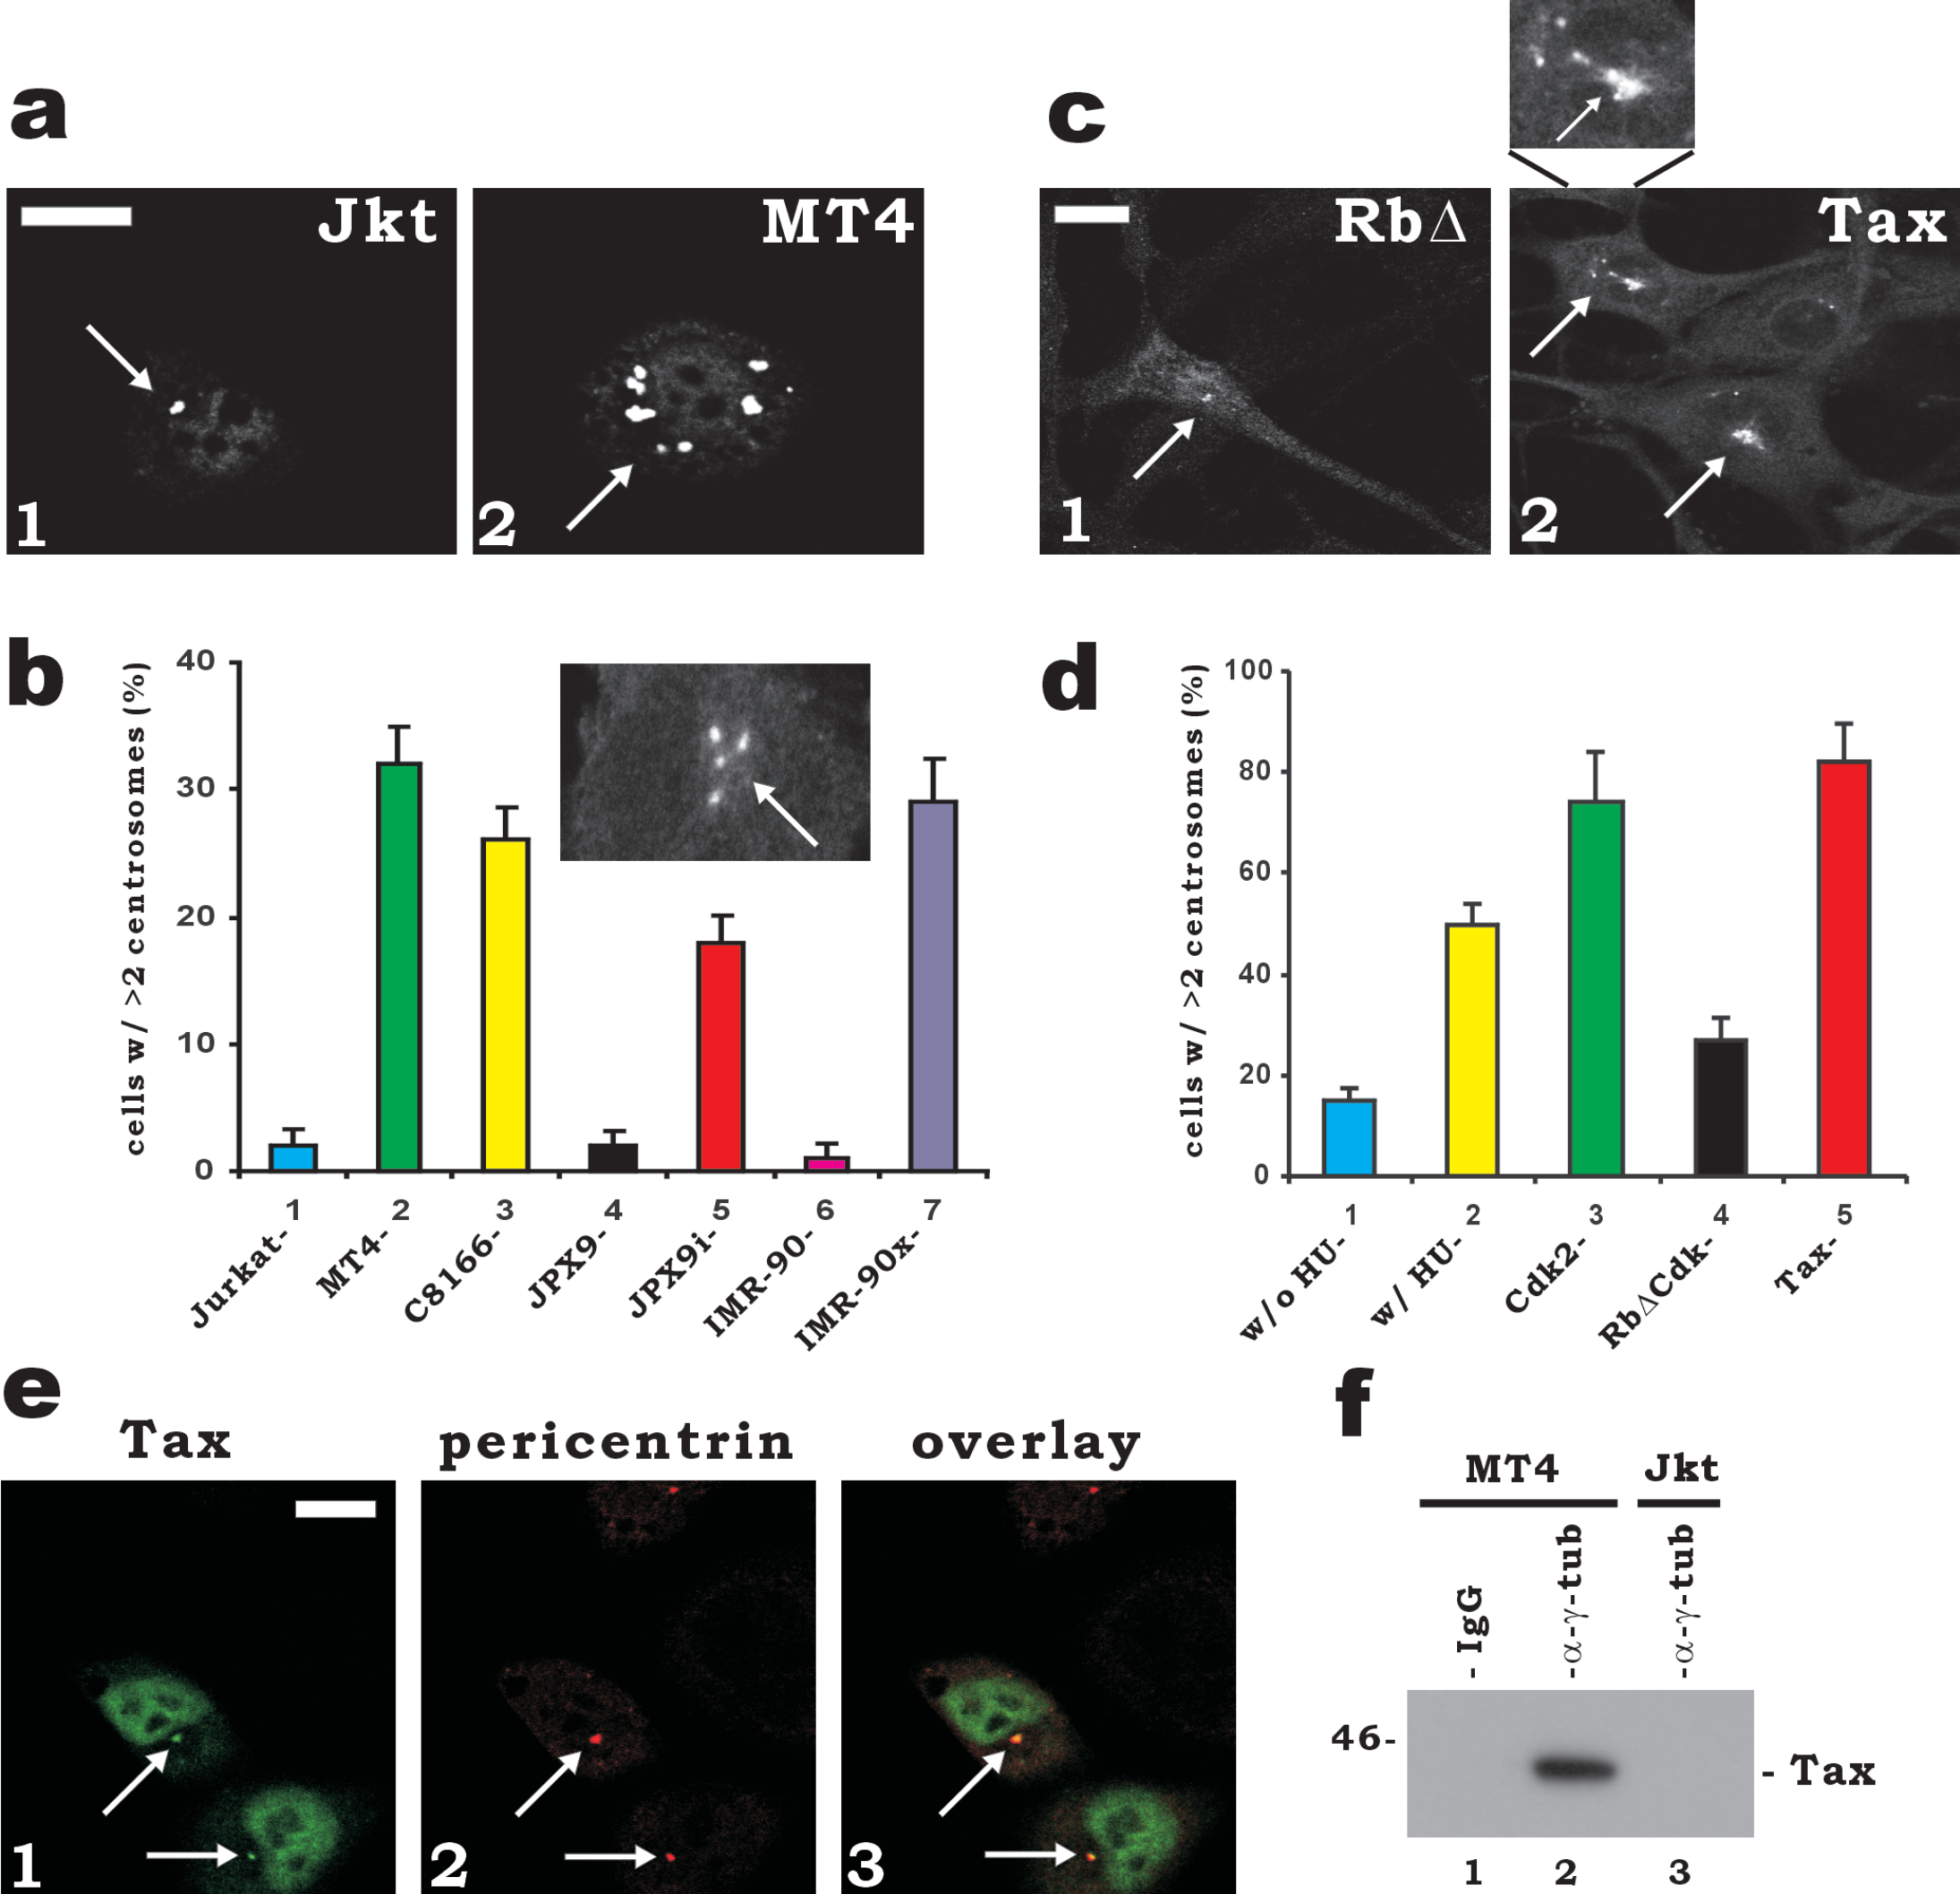 a
Jkt
1
MT4
2
c
RbΔ
1
Tax
2
b
cells w/ >2 centrosomes (%)
40
30
20
10
0
1
2
3
4
5
6
7
Jurkat-
MT4-
C8166-
JPX9-
JPX9i-
IMR-90-
IMR-90x-
d
cells w/ >2 centrosomes (%)
100
80
60
40
20
0
1
2
3
4
5
w/o HU-
w/ HU-
Cdk2-
RbΔCdk-
Tax-
e
Tax
pericentrin
overlay
1
2
3
f
MT4
Jkt
- IgG
-α-γ-tub
-α-γ-tub
46-
- Tax
1
2
3